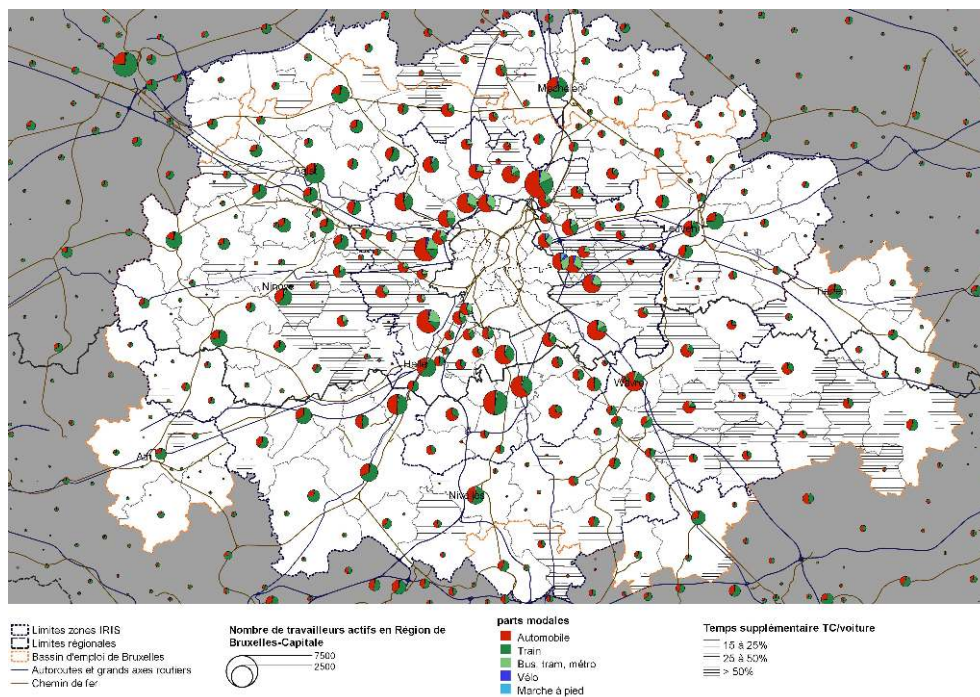 Mechelen
Aalst
Leuven
Ninove
Tienen
Halle
Wavre
Ath
Nivelles
Limites zones IRIS
Limites régionales
Bassin d'emploi de Bruxelles
Autoroutes et grands axes routiers
Chemin de fer
Nombre de travailleurs actifs en Région de
Bruxelles-Capitale
7500
2500
parts modales
Automobile
Train
Bus, tram, métro
Vélo
Marche à pied
Temps supplémentaire TC/voiture
15 à 25%
25 à 50%
> 50%